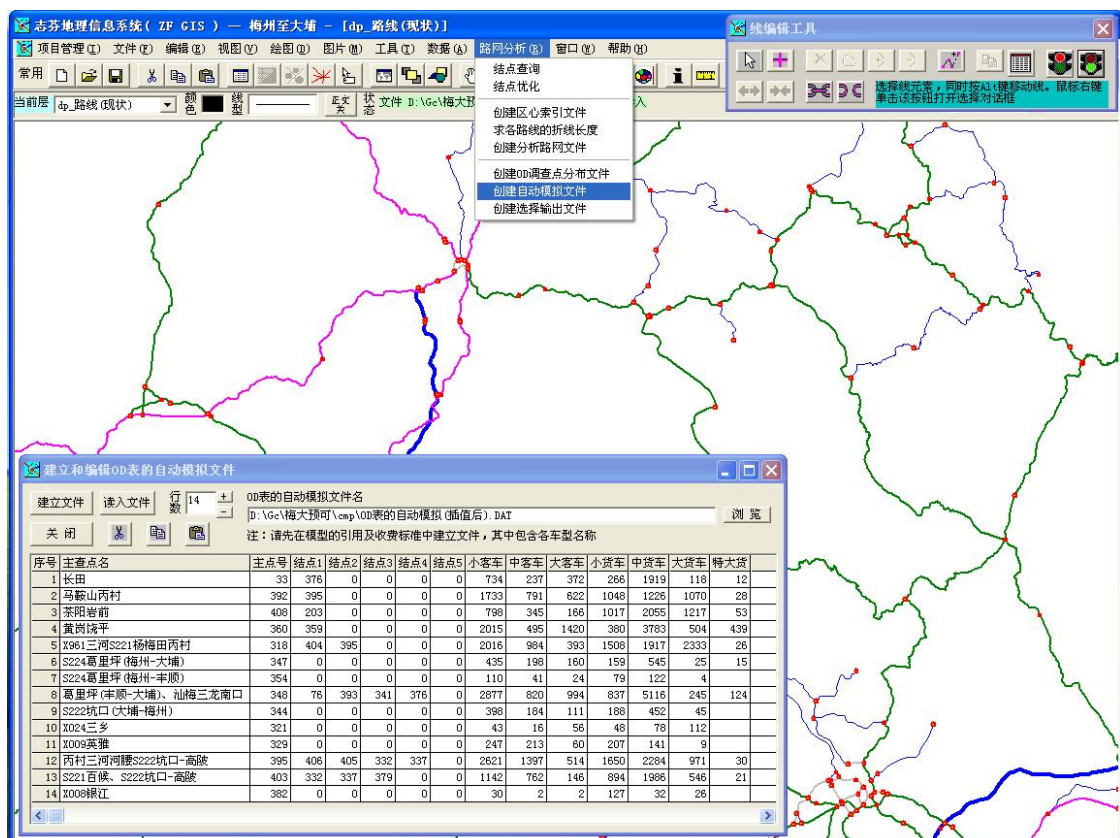 志芬地理信息系统( ZF GIS ) — 梅州至大埔 - [dp_路线(现状)]
线编辑工具
项目管理(I) 文件(F) 编辑(E) 视图(V) 绘图(D) 图片(M) 工具(T) 数据(A) 路网分析(R) 窗口(W) 帮助(H)
常用
当前层 dp_路线(现状) 颜色 线型 正文关 状态 文件 D:\Gc\梅大预 入
选择线元素，同时按Alt键移动线。鼠标右键
单击该按钮打开选择对话框
结点查询
结点优化
创建区心索引文件
求各路线的折线长度
创建分析路网文件
创建OD调查点分布文件
创建自动模拟文件
创建选择输出文件
建立和编辑OD表的自动模拟文件
建立文件 读入文件 行数 14 + - OD表的自动模拟文件名
D:\Gc\梅大预可\cmp\OD表的自动模拟(插值后).DAT 浏 览
关 闭 注：请先在模型的引用及收费标准中建立文件，其中包含各车型名称
序号 主查点名 主点号 结点1 结点2 结点3 结点4 结点5 小客车 中客车 大客车 小货车 中货车 大货车 特大货
1 长田 33 376 0 0 0 0 734 237 372 266 1919 118 12
2 马鞍山丙村 392 395 0 0 0 0 1733 791 622 1048 1226 1070 28
3 茶阳岩前 408 203 0 0 0 0 798 345 166 1017 2055 1217 53
4 黄岗饶平 360 359 0 0 0 0 2015 495 1420 380 3783 504 439
5 X961三河S221杨梅田丙村 318 404 395 0 0 0 2016 984 393 1508 1917 2333 26
6 S224葛里坪(梅州-大埔) 347 0 0 0 0 0 435 198 160 159 545 25 15
7 S224葛里坪(梅州-丰顺) 354 0 0 0 0 0 110 41 24 79 122 4
8 葛里坪(丰顺-大埔)、汕梅三龙南口 348 76 393 341 376 0 2877 820 994 837 5116 245 124
9 S222坑口(大埔-梅州) 344 0 0 0 0 0 398 184 111 188 452 45
10 X024三乡 321 0 0 0 0 0 43 16 56 48 78 112
11 X009英雅 329 0 0 0 0 0 247 213 60 207 141 9
12 丙村三河河腰S222坑口-高陂 395 406 405 332 337 0 2621 1397 514 1650 2284 971 30
13 S221百候、S222坑口-高陂 403 332 337 379 0 0 1142 762 146 894 1986 546 21
14 X008银江 382 0 0 0 0 0 30 2 2 127 32 26